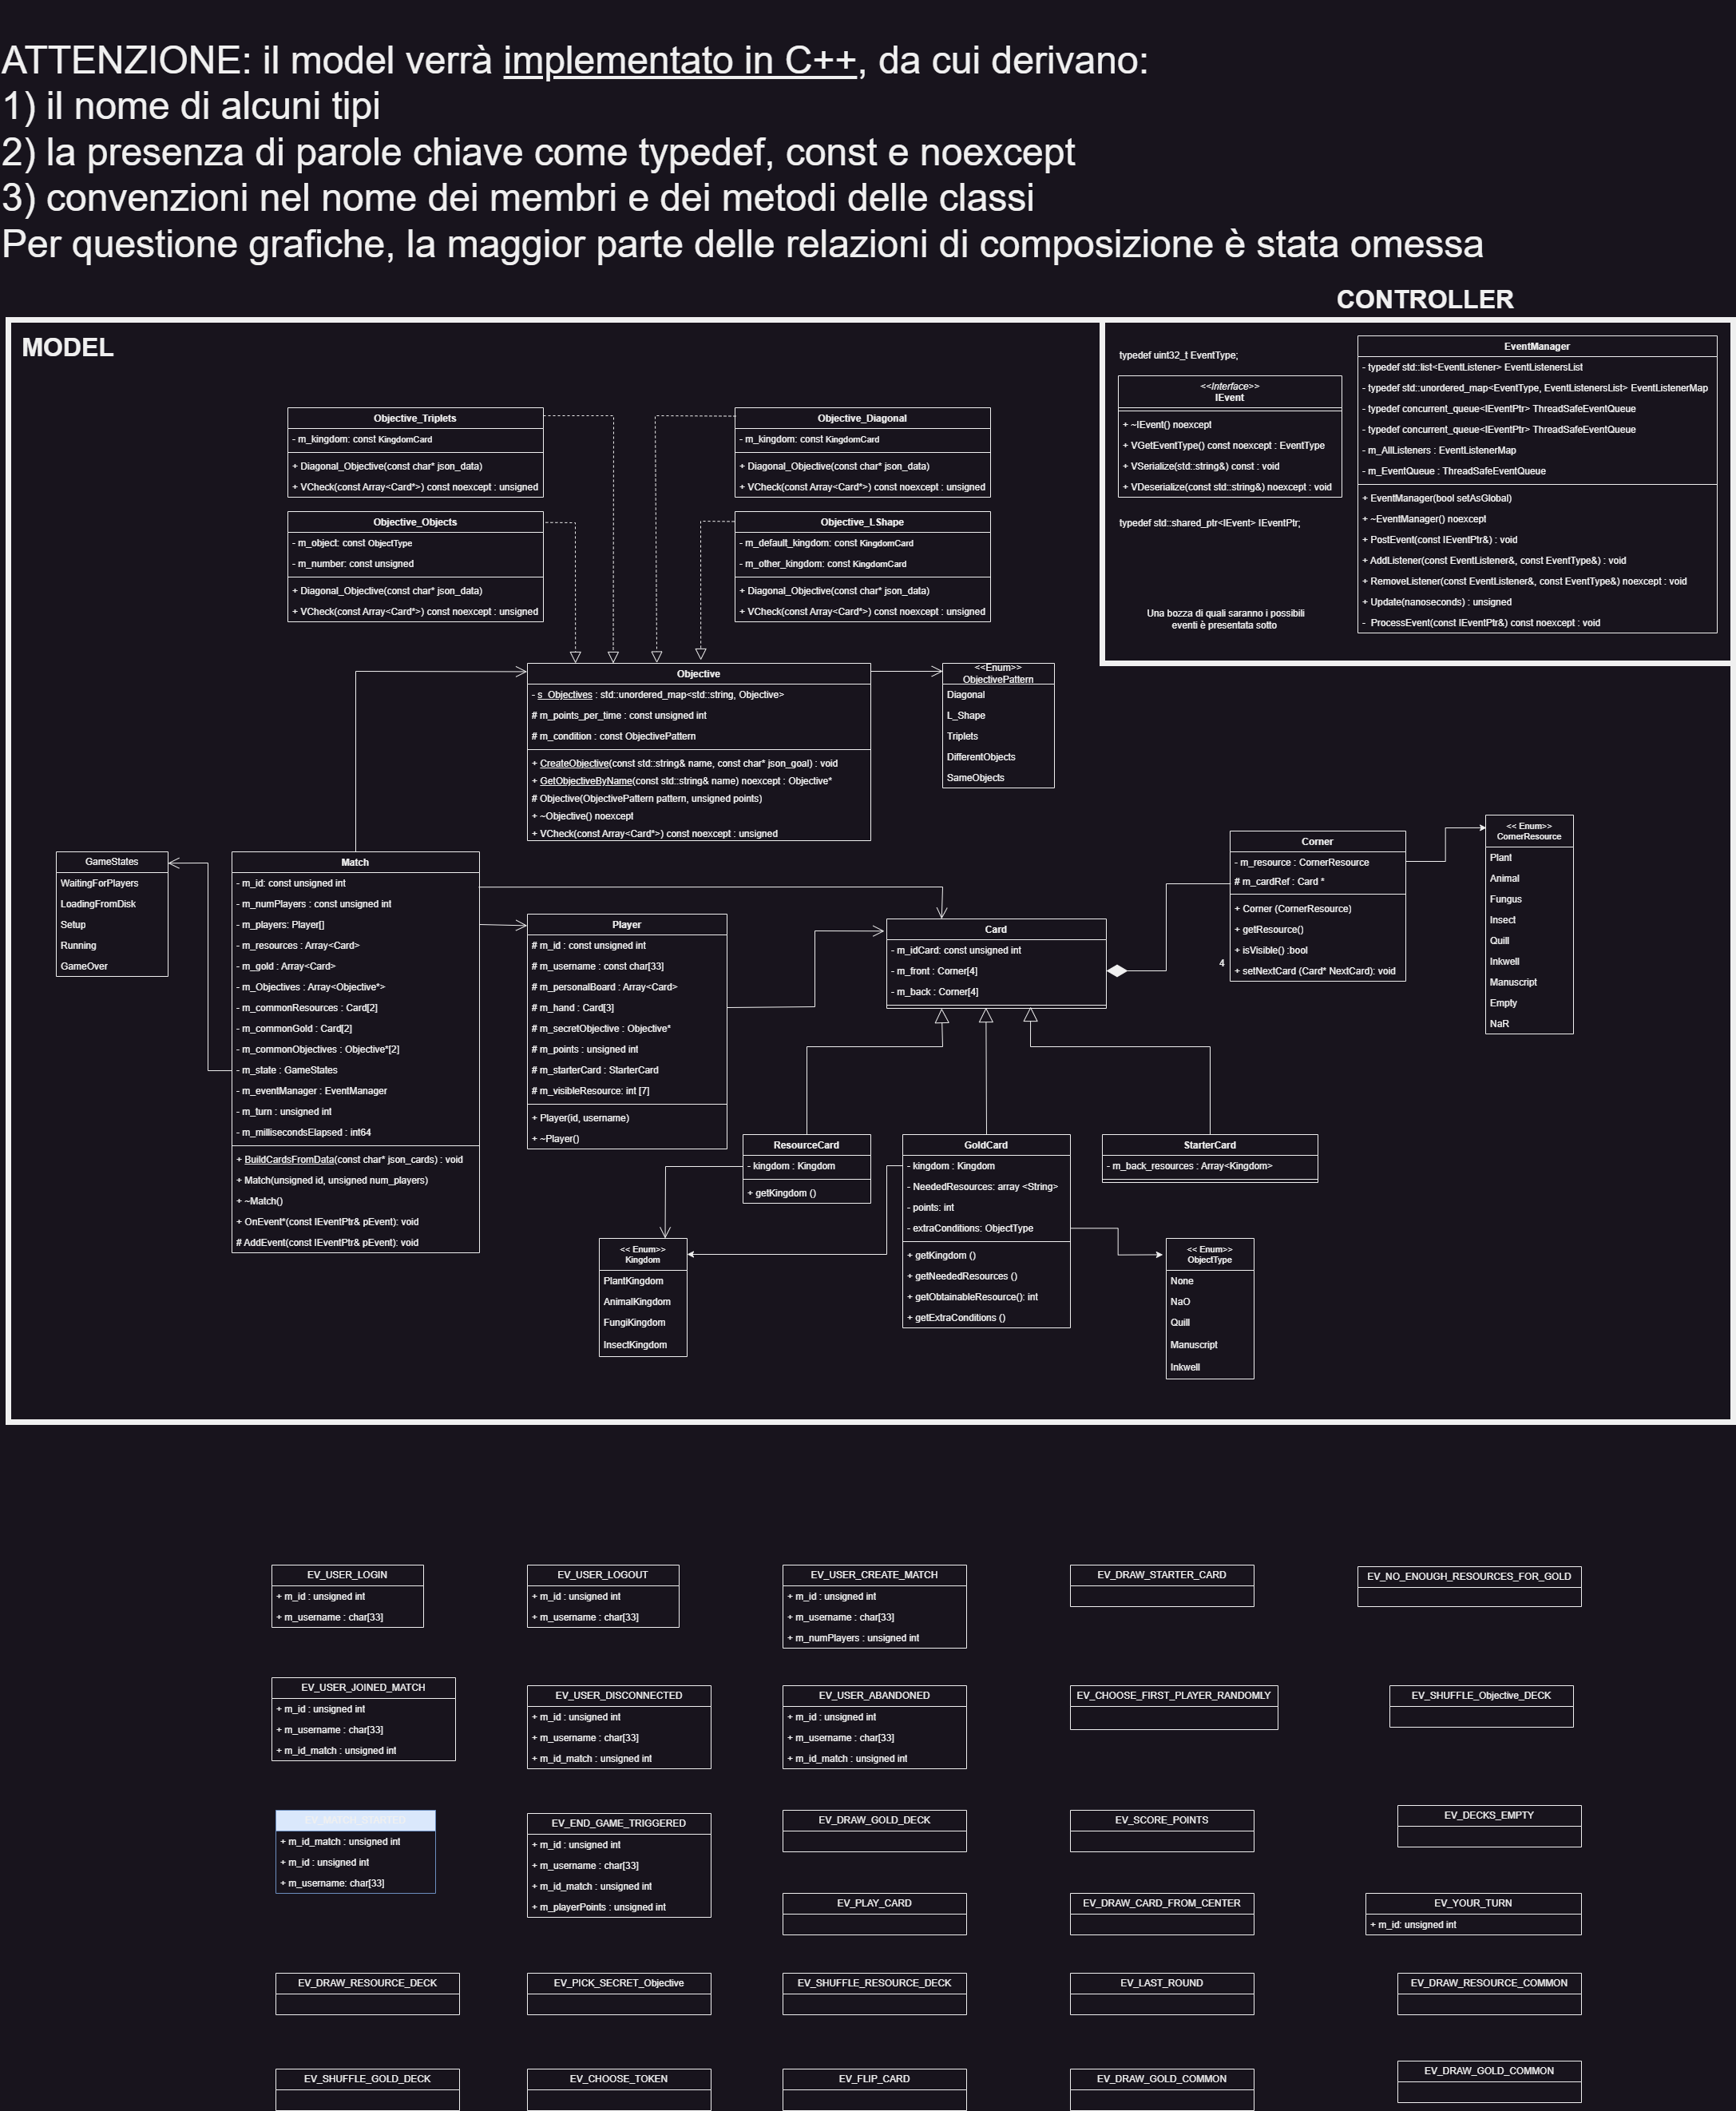 ATTENZIONE: il model verrà implementato in C++, da cui derivano:
1) il nome di alcuni tipi
2) la presenza di parole chiave come typedef, const e noexcept
3) convenzioni nel nome dei membri e dei metodi delle classi
Per questione grafiche, la maggior parte delle relazioni di composizione è stata omessa
CONTROLLER
MODEL
typedef uint32_t EventType;
<<Interface>>
IEvent
+ ~IEvent() noexcept
+ VGetEventType() const noexcept : EventType
+ VSerialize(std::string&) const : void
+ VDeserialize(const std::string&) noexcept : void
typedef std::shared_ptr<IEvent> IEventPtr;
Una bozza di quali saranno i possibili
eventi è presentata sotto
EventManager
- typedef std::list<EventListener> EventListenersList
- typedef std::unordered_map<EventType, EventListenersList> EventListenerMap
- typedef concurrent_queue<IEventPtr> ThreadSafeEventQueue
- typedef concurrent_queue<IEventPtr> ThreadSafeEventQueue
- m_AllListeners : EventListenerMap
- m_EventQueue : ThreadSafeEventQueue
+ EventManager(bool setAsGlobal)
+ ~EventManager() noexcept
+ PostEvent(const IEventPtr&) : void
+ AddListener(const EventListener&, const EventType&) : void
+ RemoveListener(const EventListener&, const EventType&) noexcept : void
+ Update(nanoseconds) : unsigned
- ProcessEvent(const IEventPtr&) const noexcept : void
Objective_Triplets
- m_kingdom: const KingdomCard
+ Diagonal_Objective(const char* json_data)
+ VCheck(const Array<Card*>) const noexcept : unsigned
Objective_Diagonal
- m_kingdom: const KingdomCard
+ Diagonal_Objective(const char* json_data)
+ VCheck(const Array<Card*>) const noexcept : unsigned
Objective_Objects
- m_object: const ObjectType
- m_number: const unsigned
+ Diagonal_Objective(const char* json_data)
+ VCheck(const Array<Card*>) const noexcept : unsigned
Objective_LShape
- m_default_kingdom: const KingdomCard
- m_other_kingdom: const KingdomCard
+ Diagonal_Objective(const char* json_data)
+ VCheck(const Array<Card*>) const noexcept : unsigned
Objective
- s_Objectives : std::unordered_map<std::string, Objective>
# m_points_per_time : const unsigned int
# m_condition : const ObjectivePattern
+ CreateObjective(const std::string& name, const char* json_goal) : void
+ GetObjectiveByName(const std::string& name) noexcept : Objective*
# Objective(ObjectivePattern pattern, unsigned points)
+ ~Objective() noexcept
+ VCheck(const Array<Card*>) const noexcept : unsigned
<<Enum>>
ObjectivePattern
Diagonal
L_Shape
Triplets
DifferentObjects
SameObjects
GameStates
WaitingForPlayers
LoadingFromDisk
Setup
Running
GameOver
Match
- m_id: const unsigned int
- m_numPlayers : const unsigned int
- m_players: Player[]
- m_resources : Array<Card>
- m_gold : Array<Card>
- m_Objectives : Array<Objective*>
- m_commonResources : Card[2]
- m_commonGold : Card[2]
- m_commonObjectives : Objective*[2]
- m_state : GameStates
- m_eventManager : EventManager
- m_turn : unsigned int
- m_millisecondsElapsed : int64
+ BuildCardsFromData(const char* json_cards) : void
+ Match(unsigned id, unsigned num_players)
+ ~Match()
+ OnEvent*(const IEventPtr& pEvent): void
# AddEvent(const IEventPtr& pEvent): void
Player
# m_id : const unsigned int
# m_username : const char[33]
# m_personalBoard : Array<Card>
# m_hand : Card[3]
# m_secretObjective : Objective*
# m_points : unsigned int
# m_starterCard : StarterCard
# m_visibleResource: int [7]
+ Player(id, username)
+ ~Player()
Card
- m_idCard: const unsigned int
- m_front : Corner[4]
- m_back : Corner[4]
Corner
- m_resource : CornerResource
# m_cardRef : Card *
+ Corner (CornerResource)
+ getResource()
+ isVisible() :bool
+ setNextCard (Card* NextCard): void
4
<< Enum>>
CornerResource
Plant
Animal
Fungus
Insect
Quill
Inkwell
Manuscript
Empty
NaR
ResourceCard
- kingdom : Kingdom
+ getKingdom ()
GoldCard
- kingdom : Kingdom
- NeededResources: array <String>
- points: int
- extraConditions: ObjectType
+ getKingdom ()
+ getNeededResources ()
+ getObtainableResource(): int
+ getExtraConditions ()
StarterCard
- m_back_resources : Array<Kingdom>
<< Enum>>
Kingdom
PlantKingdom
AnimalKingdom
FungiKingdom
InsectKingdom
<< Enum>>
ObjectType
None
NaO
Quill
Manuscript
Inkwell
EV_USER_LOGIN
+ m_id : unsigned int
+ m_username : char[33]
EV_USER_LOGOUT
+ m_id : unsigned int
+ m_username : char[33]
EV_USER_CREATE_MATCH
+ m_id : unsigned int
+ m_username : char[33]
+ m_numPlayers : unsigned int
EV_DRAW_STARTER_CARD
EV_NO_ENOUGH_RESOURCES_FOR_GOLD
EV_USER_JOINED_MATCH
+ m_id : unsigned int
+ m_username : char[33]
+ m_id_match : unsigned int
EV_USER_DISCONNECTED
+ m_id : unsigned int
+ m_username : char[33]
+ m_id_match : unsigned int
EV_USER_ABANDONED
+ m_id : unsigned int
+ m_username : char[33]
+ m_id_match : unsigned int
EV_CHOOSE_FIRST_PLAYER_RANDOMLY
EV_SHUFFLE_Objective_DECK
EV_MATCH_STARTED
+ m_id_match : unsigned int
+ m_id : unsigned int
+ m_username: char[33]
EV_END_GAME_TRIGGERED
+ m_id : unsigned int
+ m_username : char[33]
+ m_id_match : unsigned int
+ m_playerPoints : unsigned int
EV_DRAW_GOLD_DECK
EV_SCORE_POINTS
EV_DECKS_EMPTY
EV_PLAY_CARD
EV_DRAW_CARD_FROM_CENTER
EV_YOUR_TURN
+ m_id: unsigned int
EV_DRAW_RESOURCE_DECK
EV_PICK_SECRET_Objective
EV_SHUFFLE_RESOURCE_DECK
EV_LAST_ROUND
EV_DRAW_RESOURCE_COMMON
EV_SHUFFLE_GOLD_DECK
EV_CHOOSE_TOKEN
EV_FLIP_CARD
EV_DRAW_GOLD_COMMON
EV_DRAW_GOLD_COMMON